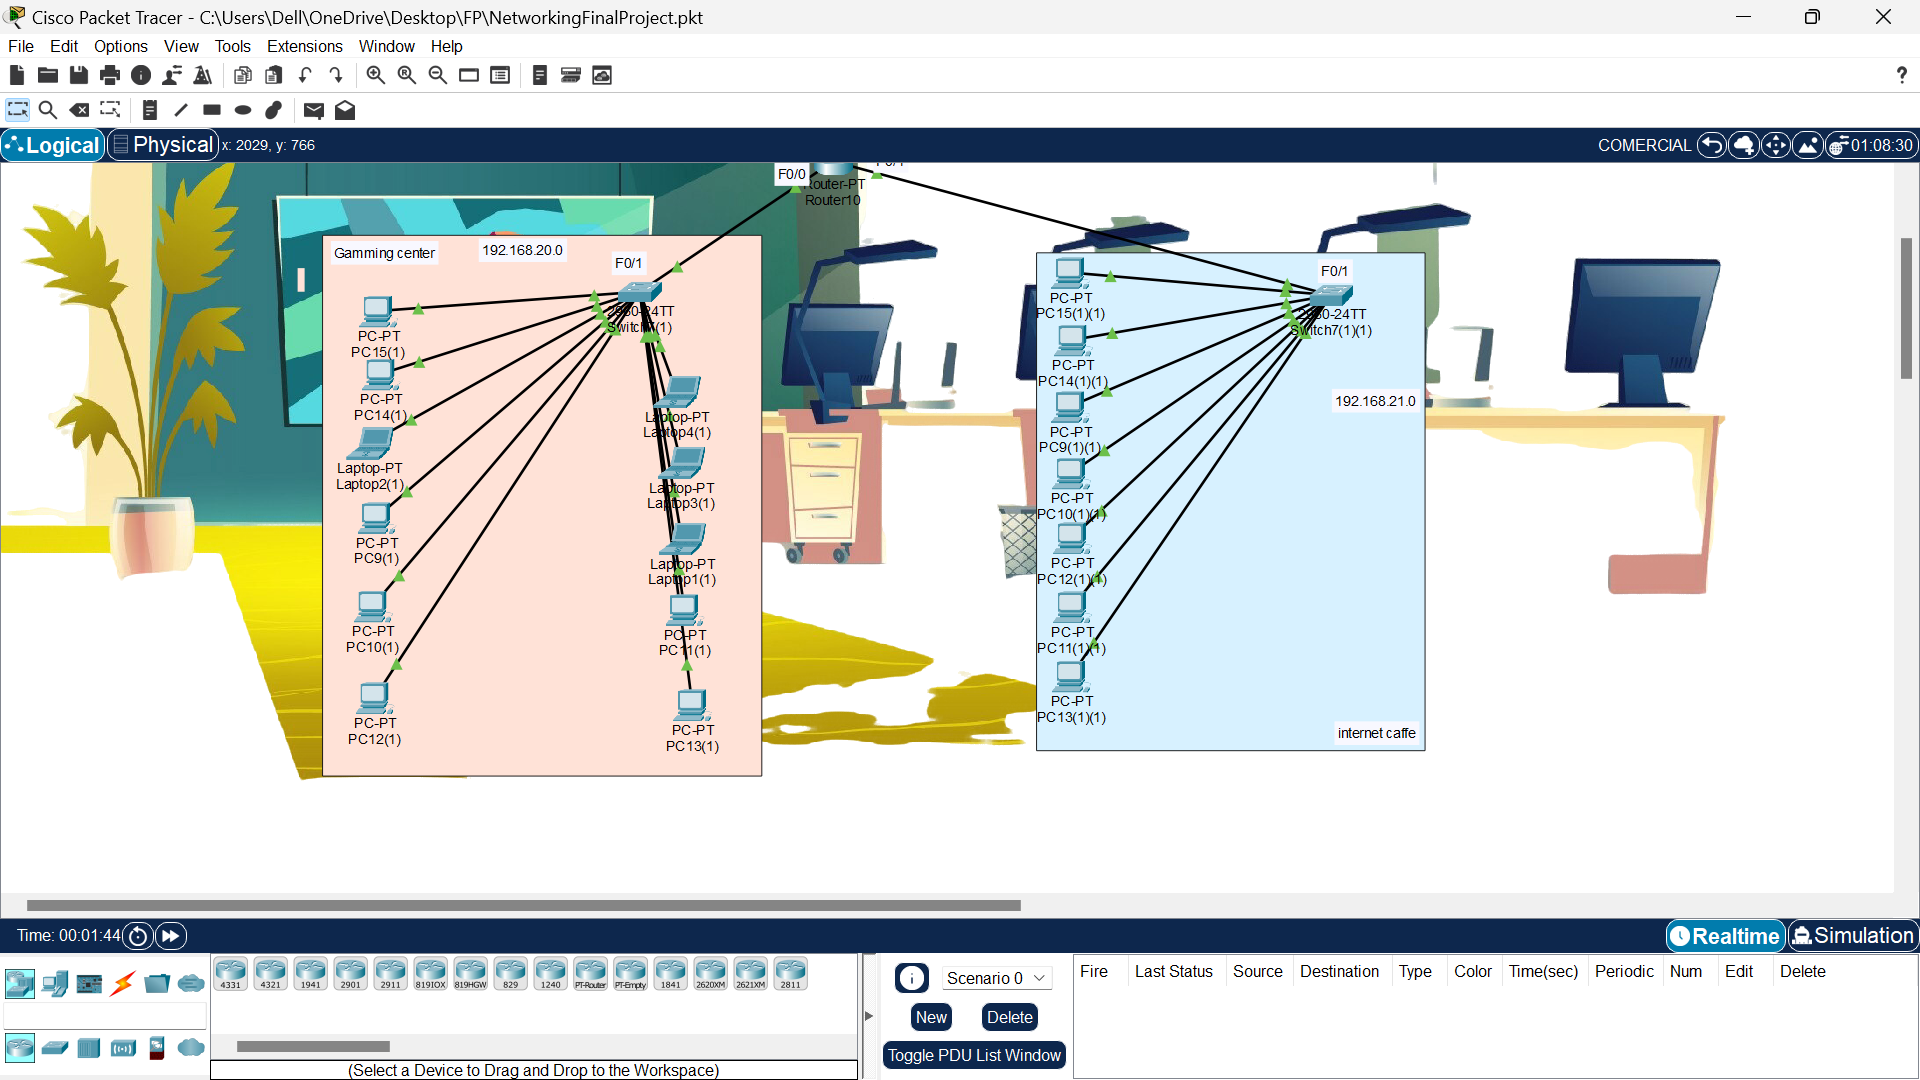 Cisco Packet Tracer - C:\Users\Dell\OneDrive\Desktop\FP\NetworkingFinalProject.pkt
File Edit Options View Tools Extensions Window Help
?
Logical Physical x: 2029, y: 766 COMERCIAL 01:08:30
F0/0
Router-PT
Router10
Gamming center
192.168.20.0
F0/1
2960-24TT
Switch7(1)
PC-PT
PC15(1)
PC-PT
PC14(1)
Laptop-PT
Laptop2(1)
PC-PT
PC9(1)
PC-PT
PC10(1)
PC-PT
PC12(1)
Laptop-PT
Laptop4(1)
Laptop-PT
Laptop3(1)
Laptop-PT
Laptop1(1)
PC-PT
PC11(1)
PC-PT
PC13(1)
F0/1
2960-24TT
Switch7(1)(1)
PC-PT
PC15(1)(1)
PC-PT
PC14(1)(1)
PC-PT
PC9(1)(1)
PC-PT
PC10(1)(1)
PC-PT
PC12(1)(1)
PC-PT
PC11(1)(1)
PC-PT
PC13(1)(1)
192.168.21.0
internet caffe
Time: 00:01:44 Realtime Simulation
4331 4321 1941 2901 2911 819IOX 819HGW 829 1240 PT-Router PT-Empty 1841 2620XM 2621XM 2811
(Select a Device to Drag and Drop to the Workspace)
Scenario 0
New Delete
Toggle PDU List Window
Fire Last Status Source Destination Type Color Time(sec) Periodic Num Edit Delete